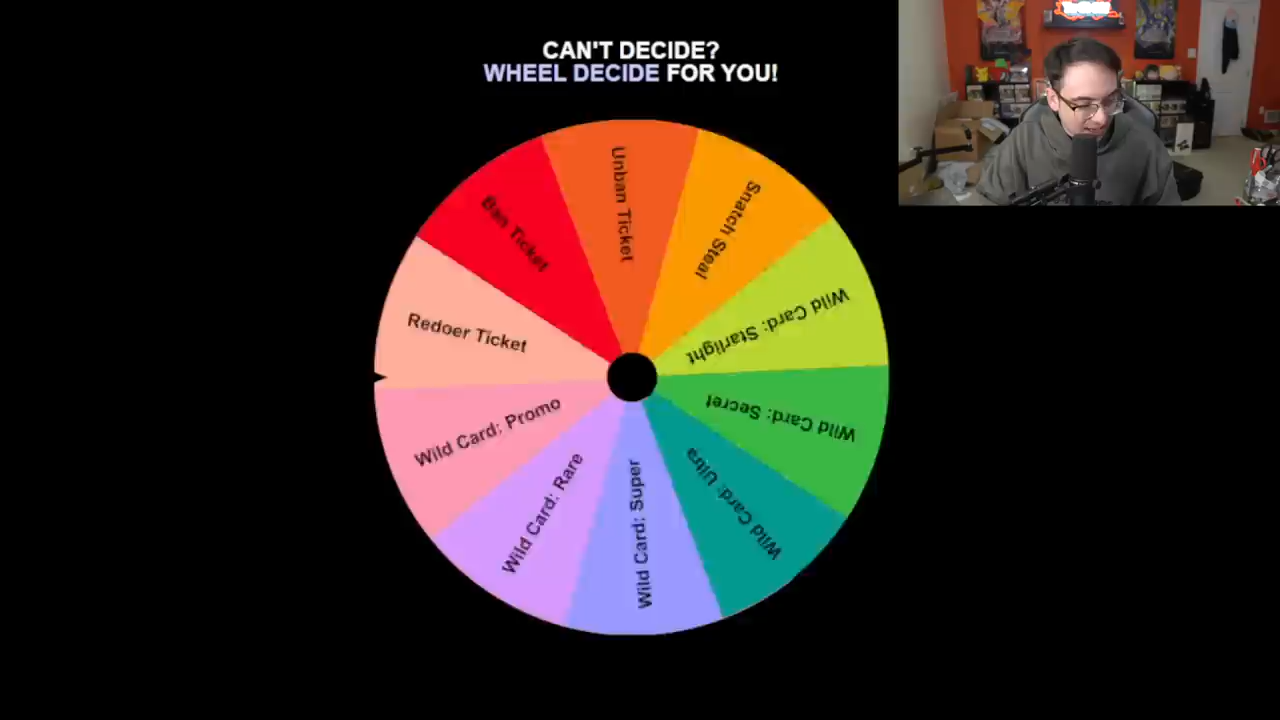 CAN'T DECIDE?
WHEEL DECIDE FOR YOU!
Unban Ticket
Snatch Steal
Wild Card: Starlight
Wild Card: Secret
Wild Card: Ultra
Wild Card: Super
Wild Card: Rare
Wild Card: Promo
Redoer Ticket
Ban Ticket